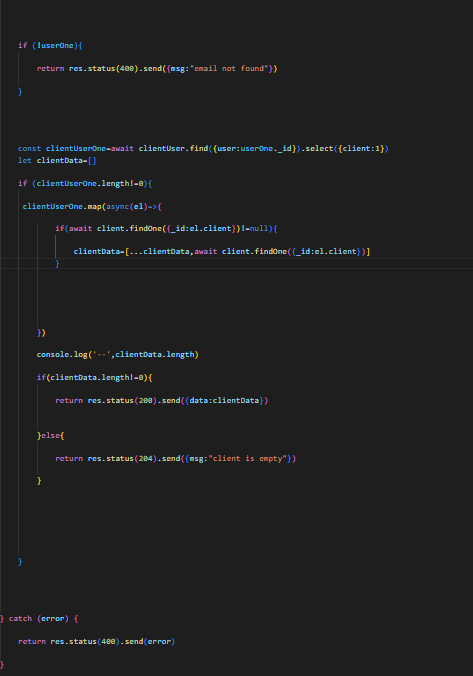 if (!userOne){
return res.status(400).send({msg:"email not found"})
}
const clientUserOne=await clientUser.find({user:userOne._id}).select({client:1})
let clientData=[]
if (clientUserOne.length!=0){
clientUserOne.map(async(el)=>{
if(await client.findOne({_id:el.client})!=null){
clientData=[...clientData,await client.findOne({_id:el.client})]
}
})
console.log('--',clientData.length)
if(clientData.length!=0){
return res.status(200).send({data:clientData})
}else{
return res.status(204).send({msg:"client is empty"})
}
}
} catch (error) {
return res.status(400).send(error)
}